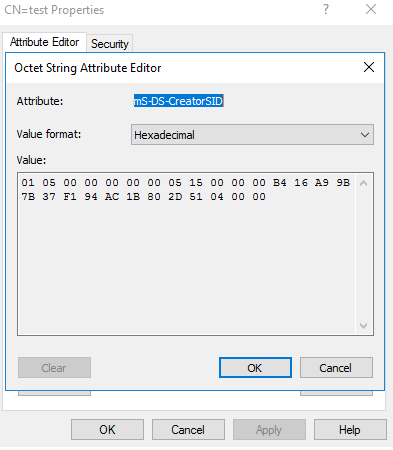 CN=test Properties
?
Attribute Editor Security
Octet String Attribute Editor
Attribute: mS-DS-CreatorSID
Value format: Hexadecimal
Value:
01 05 00 00 00 00 00 05 15 00 00 00 B4 16 A9 9B
7B 37 F1 94 AC 1B 80 2D 51 04 00 00
Clear OK Cancel
OK Cancel Apply Help